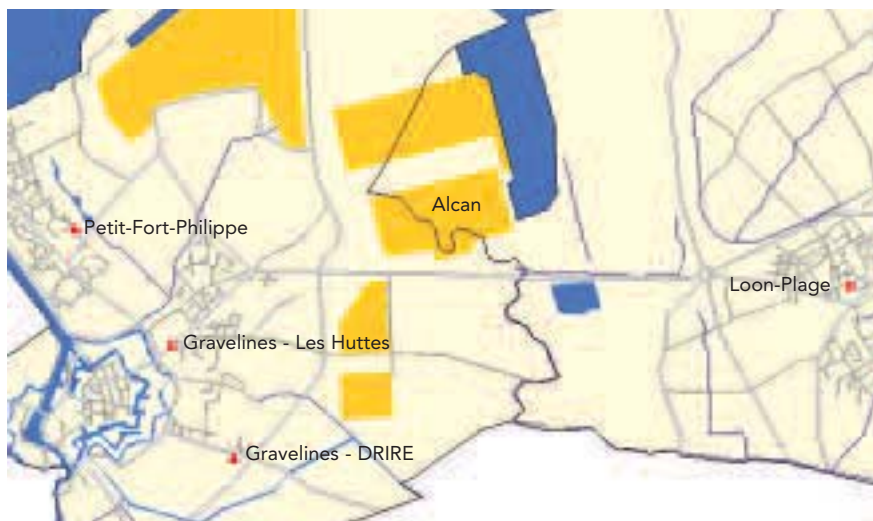 Alcan
Petit-Fort-Philippe
Loon-Plage
Gravelines - Les Huttes
Gravelines - DRIRE